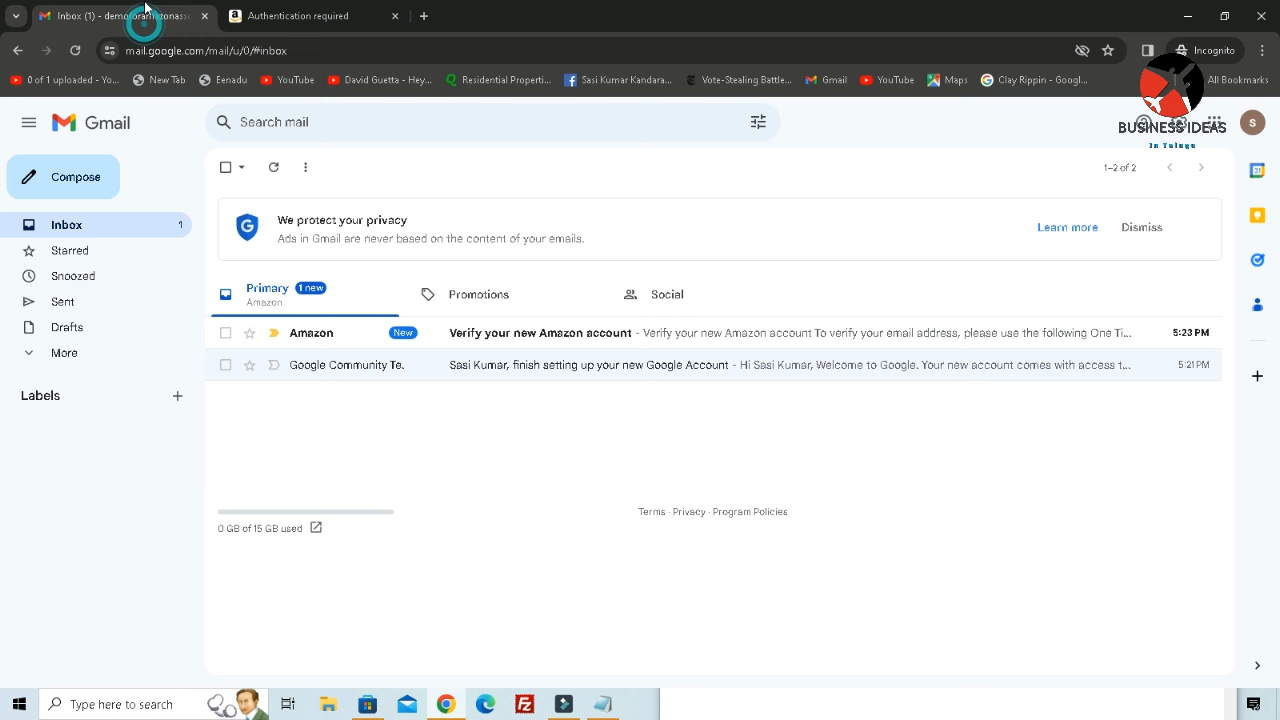 Inbox (1) - demoforamazonass
Authentication required
mail.google.com/mail/u/0/#inbox
Incognito
0 of 1 uploaded - Yo...
New Tab
Eenadu
YouTube
David Guetta - Hey...
Residential Properti...
Sasi Kumar Kandara...
Vote-Stealing Battle...
Gmail
YouTube
Maps
Clay Rippin - Googl...
All Bookmarks
Gmail
Search mail
BUSINESS IDEAS
In Telugu
S
Compose
1–2 of 2
Inbox 1
Starred
Snoozed
Sent
Drafts
More
Labels
We protect your privacy
Ads in Gmail are never based on the content of your emails.
Learn more
Dismiss
Primary 1 new
Amazon
Promotions
Social
Amazon New Verify your new Amazon account - Verify your new Amazon account To verify your email address, please use the following One Ti... 5:23 PM
Google Community Te. Sasi Kumar, finish setting up your new Google Account - Hi Sasi Kumar, Welcome to Google. Your new account comes with access t... 5:21 PM
Terms · Privacy · Program Policies
0 GB of 15 GB used
Type here to search